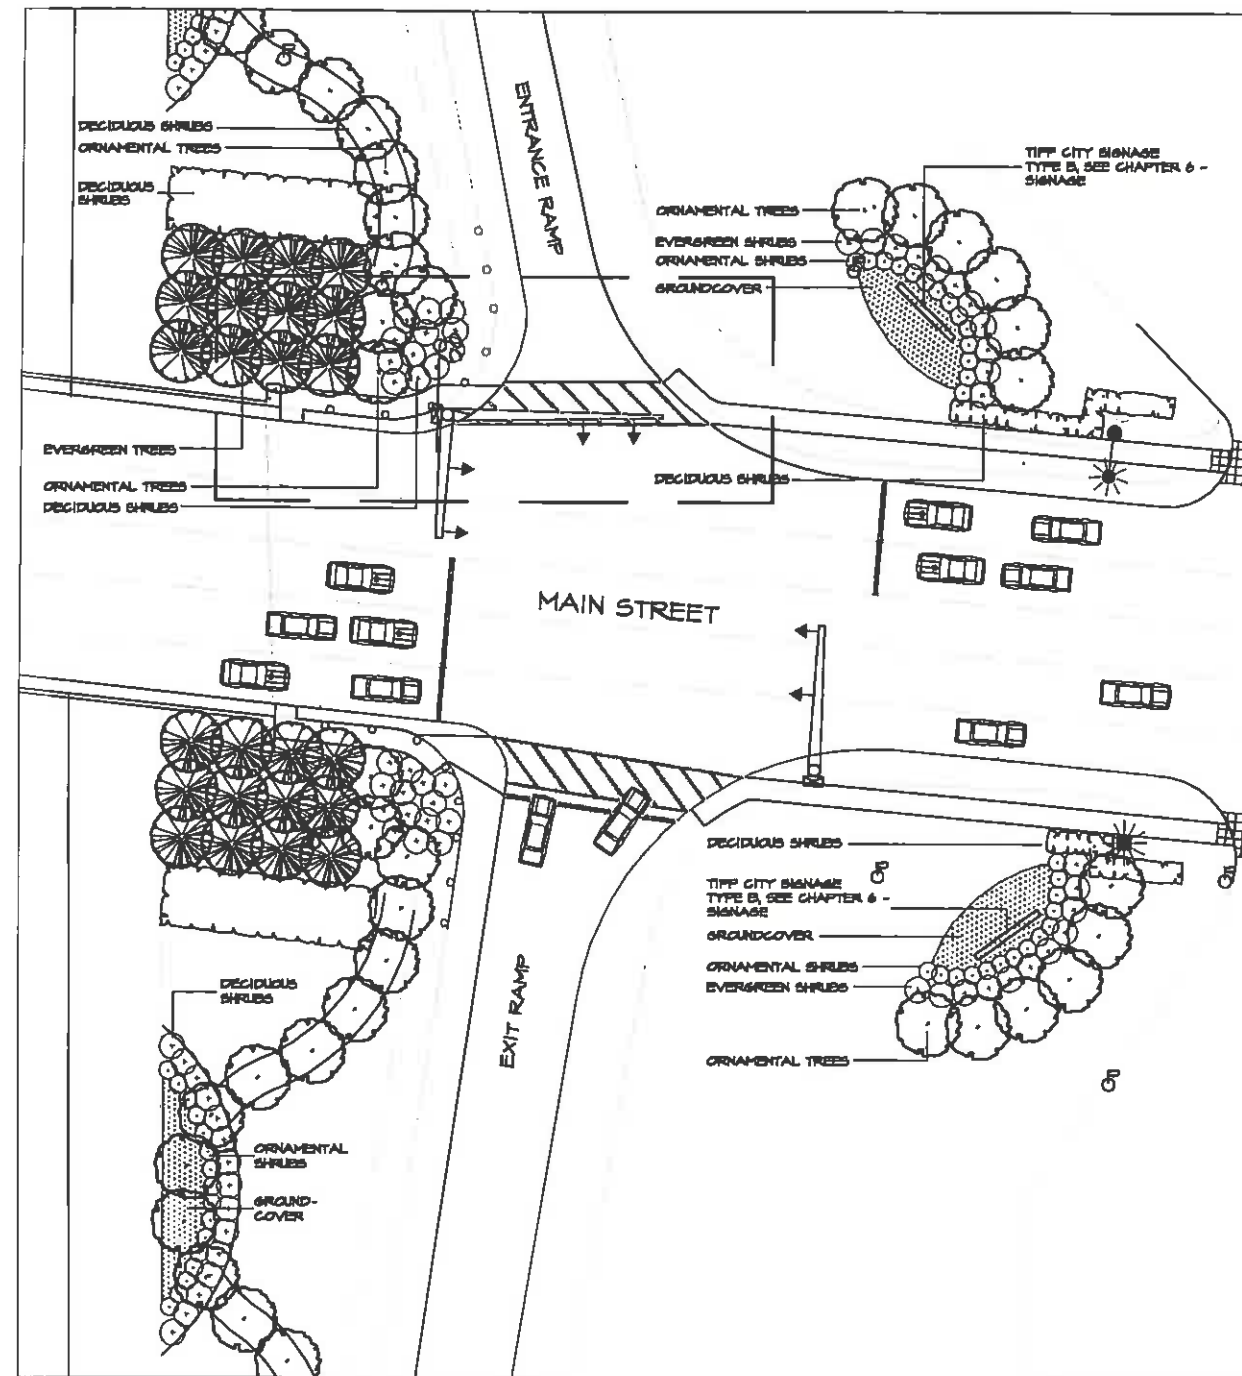 DECIDUOUS SHRUBS
ORNAMENTAL TREES
DECIDUOUS
SHRUBS
ENTRANCE RAMP
TIPP CITY SIGNAGE
TYPE B, SEE CHAPTER 6 -
SIGNAGE
ORNAMENTAL TREES
EVERGREEN SHRUBS
ORNAMENTAL SHRUBS
GROUNDCOVER
EVERGREEN TREES
ORNAMENTAL TREES
DECIDUOUS SHRUBS
DECIDUOUS SHRUBS
MAIN STREET
DECIDUOUS SHRUBS
TIPP CITY SIGNAGE
TYPE B, SEE CHAPTER 6 -
SIGNAGE
GROUNDCOVER
ORNAMENTAL SHRUBS
EVERGREEN SHRUBS
ORNAMENTAL TREES
EXIT RAMP
DECIDUOUS
SHRUBS
ORNAMENTAL
SHRUBS
GROUND-
COVER